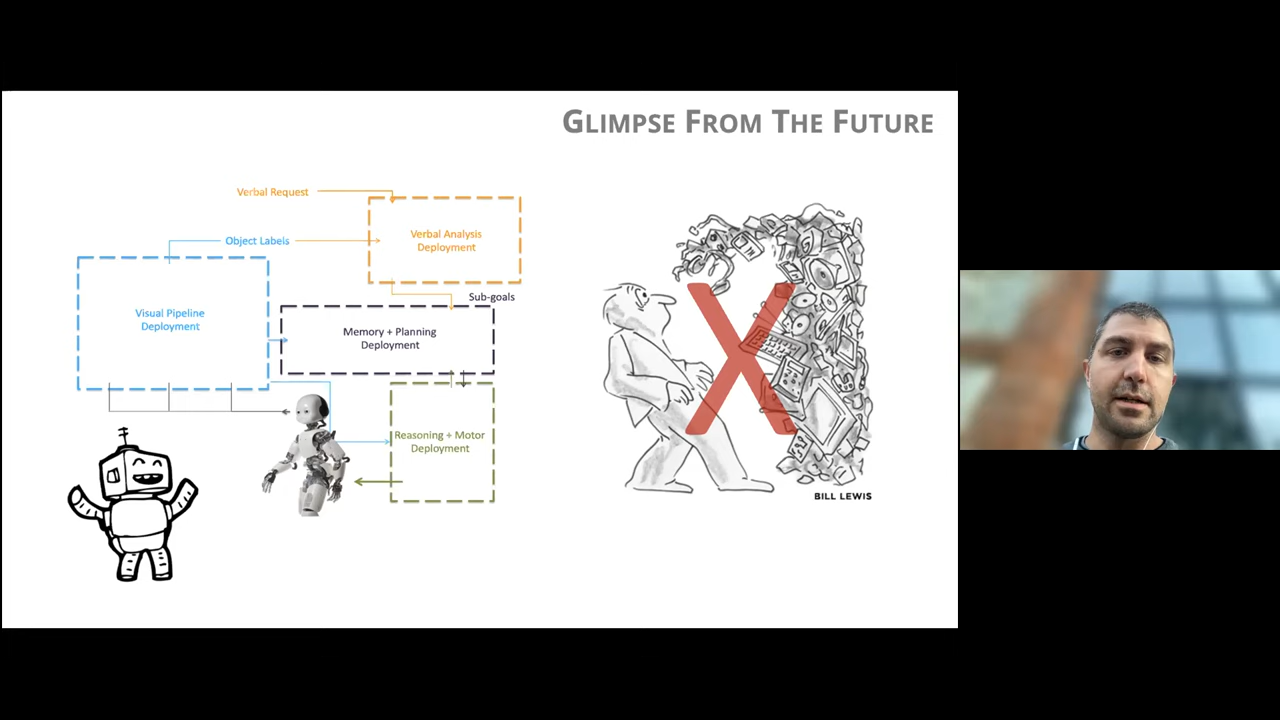 GLIMPSE FROM THE FUTURE
Verbal Request
Verbal Analysis
Deployment
Object Labels
Visual Pipeline
Deployment
Sub-goals
Memory + Planning
Deployment
Reasoning + Motor
Deployment
BILL LEWIS